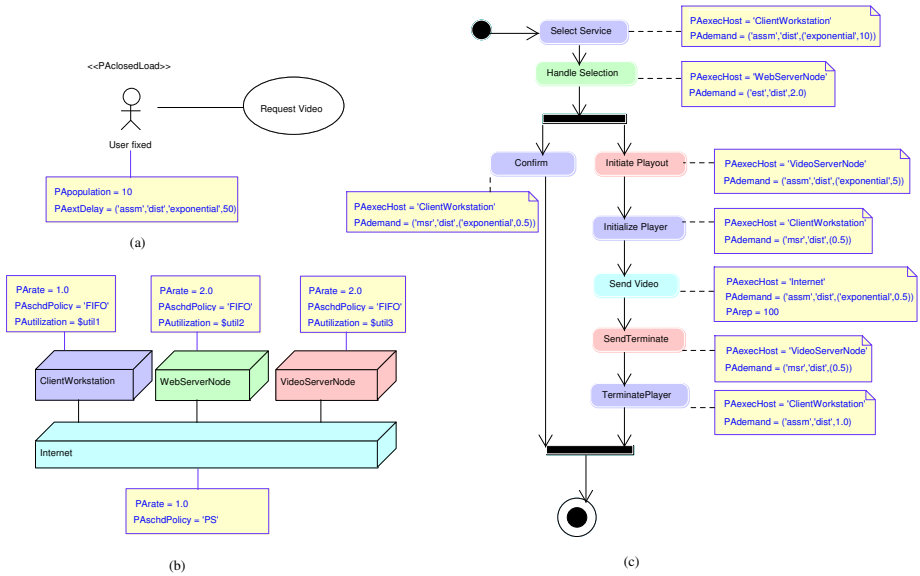 <<PAclosedLoad>>
User fixed
Request Video
PApopulation = 10
PAextDelay = ('assm','dist','exponential',50)
(a)
PArate = 1.0
PAschdPolicy = 'FIFO'
PAutilization = $util1
PArate = 2.0
PAschdPolicy = 'FIFO'
PAutilization = $util2
PArate = 2.0
PAschdPolicy = 'FIFO'
PAutilization = $util3
ClientWorkstation
WebServerNode
VideoServerNode
Internet
PArate = 1.0
PAschdPolicy = 'PS'
(b)
Select Service
PAexecHost = 'ClientWorkstation'
PAdemand = ('assm','dist',('exponential',10))
Handle Selection
PAexecHost = 'WebServerNode'
PAdemand = ('est','dist',2.0)
Confirm
PAexecHost = 'ClientWorkstation'
PAdemand = ('msr','dist',('exponential',0.5))
Initiate Playout
PAexecHost = 'VideoServerNode'
PAdemand = ('assm','dist',('exponential',5))
Initialize Player
PAexecHost = 'ClientWorkstation'
PAdemand = ('msr','dist',(0.5))
Send Video
PAexecHost = 'Internet'
PAdemand = ('assm','dist',('exponential',0.5))
PArep = 100
SendTerminate
PAexecHost = 'VideoServerNode'
PAdemand = ('msr','dist',(0.5))
TerminatePlayer
PAexecHost = 'ClientWorkstation'
PAdemand = ('assm','dist',1.0)
(c)